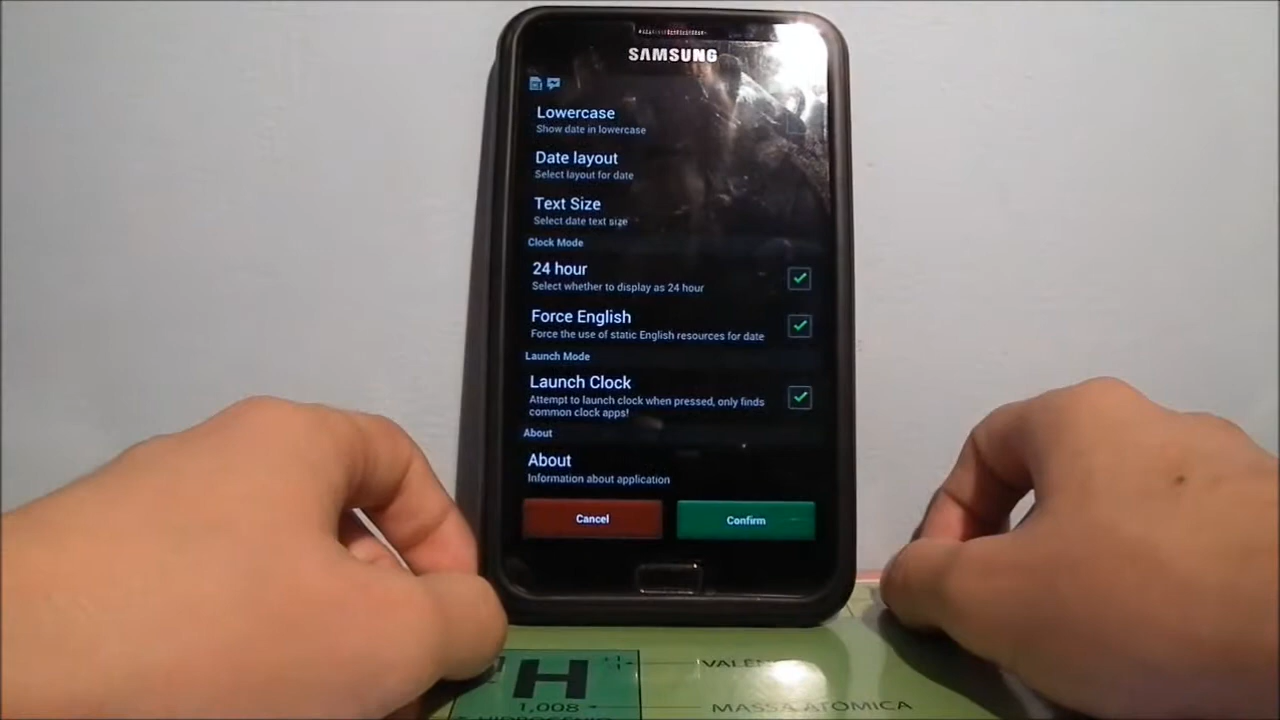 SAMSUNG
Lowercase
Show date in lowercase
Date layout
Select layout for date
Text Size
Select date text size
Clock Mode
24 hour
Select whether to display as 24 hour
Force English
Force the use of static English resources for date
Launch Mode
Launch Clock
Attempt to launch clock when pressed, only finds
common clock apps!
About
About
Information about application
Cancel
Confirm
H
1,008
MASSA ATOMICA